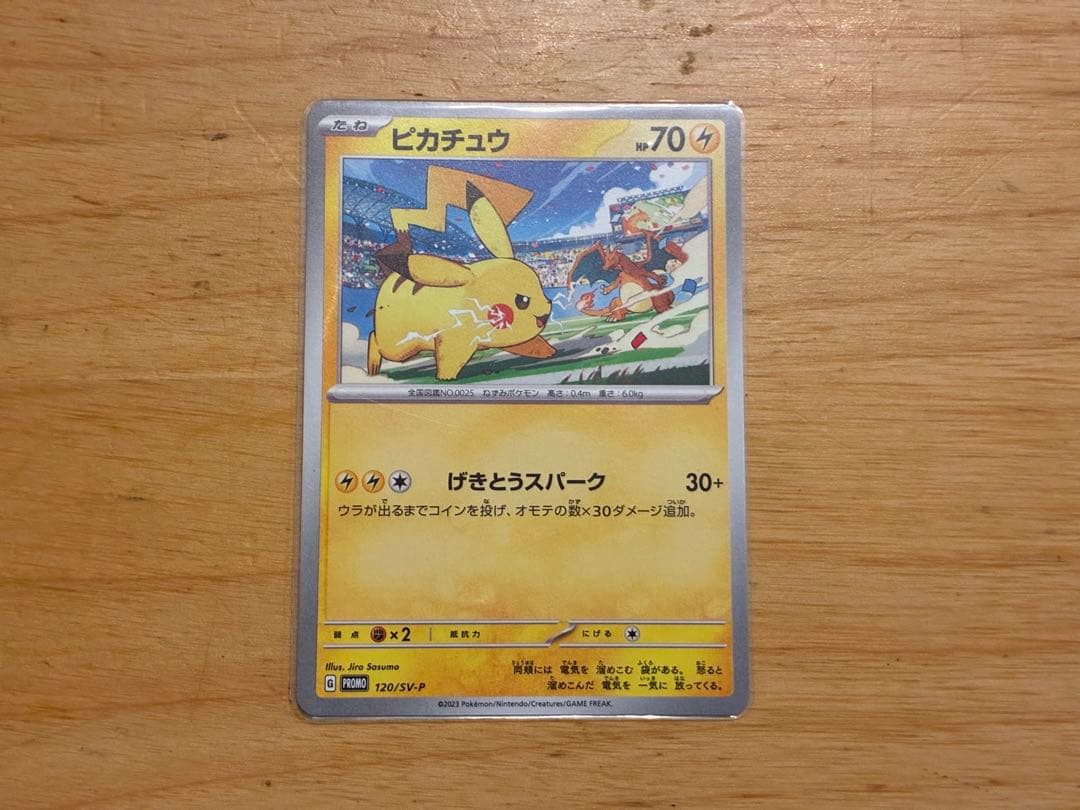 たね ピカチュウ HP70
全国図鑑NO.0025 ねずみポケモン 高さ:0.4m 重さ:6.0kg
げきとうスパーク 30+
ウラが出るまでコインを投げ、オモテの数×30ダメージ追加。
弱点 ×2 抵抗力 にげる
Illus. Jiro Sasumo
両頬には 電気を 溜めこむ 袋がある。 怒ると
溜めこんだ 電気を 一気に 放ってくる。
G PROMO 120/SV-P
©2023 Pokémon/Nintendo/Creatures/GAME FREAK.